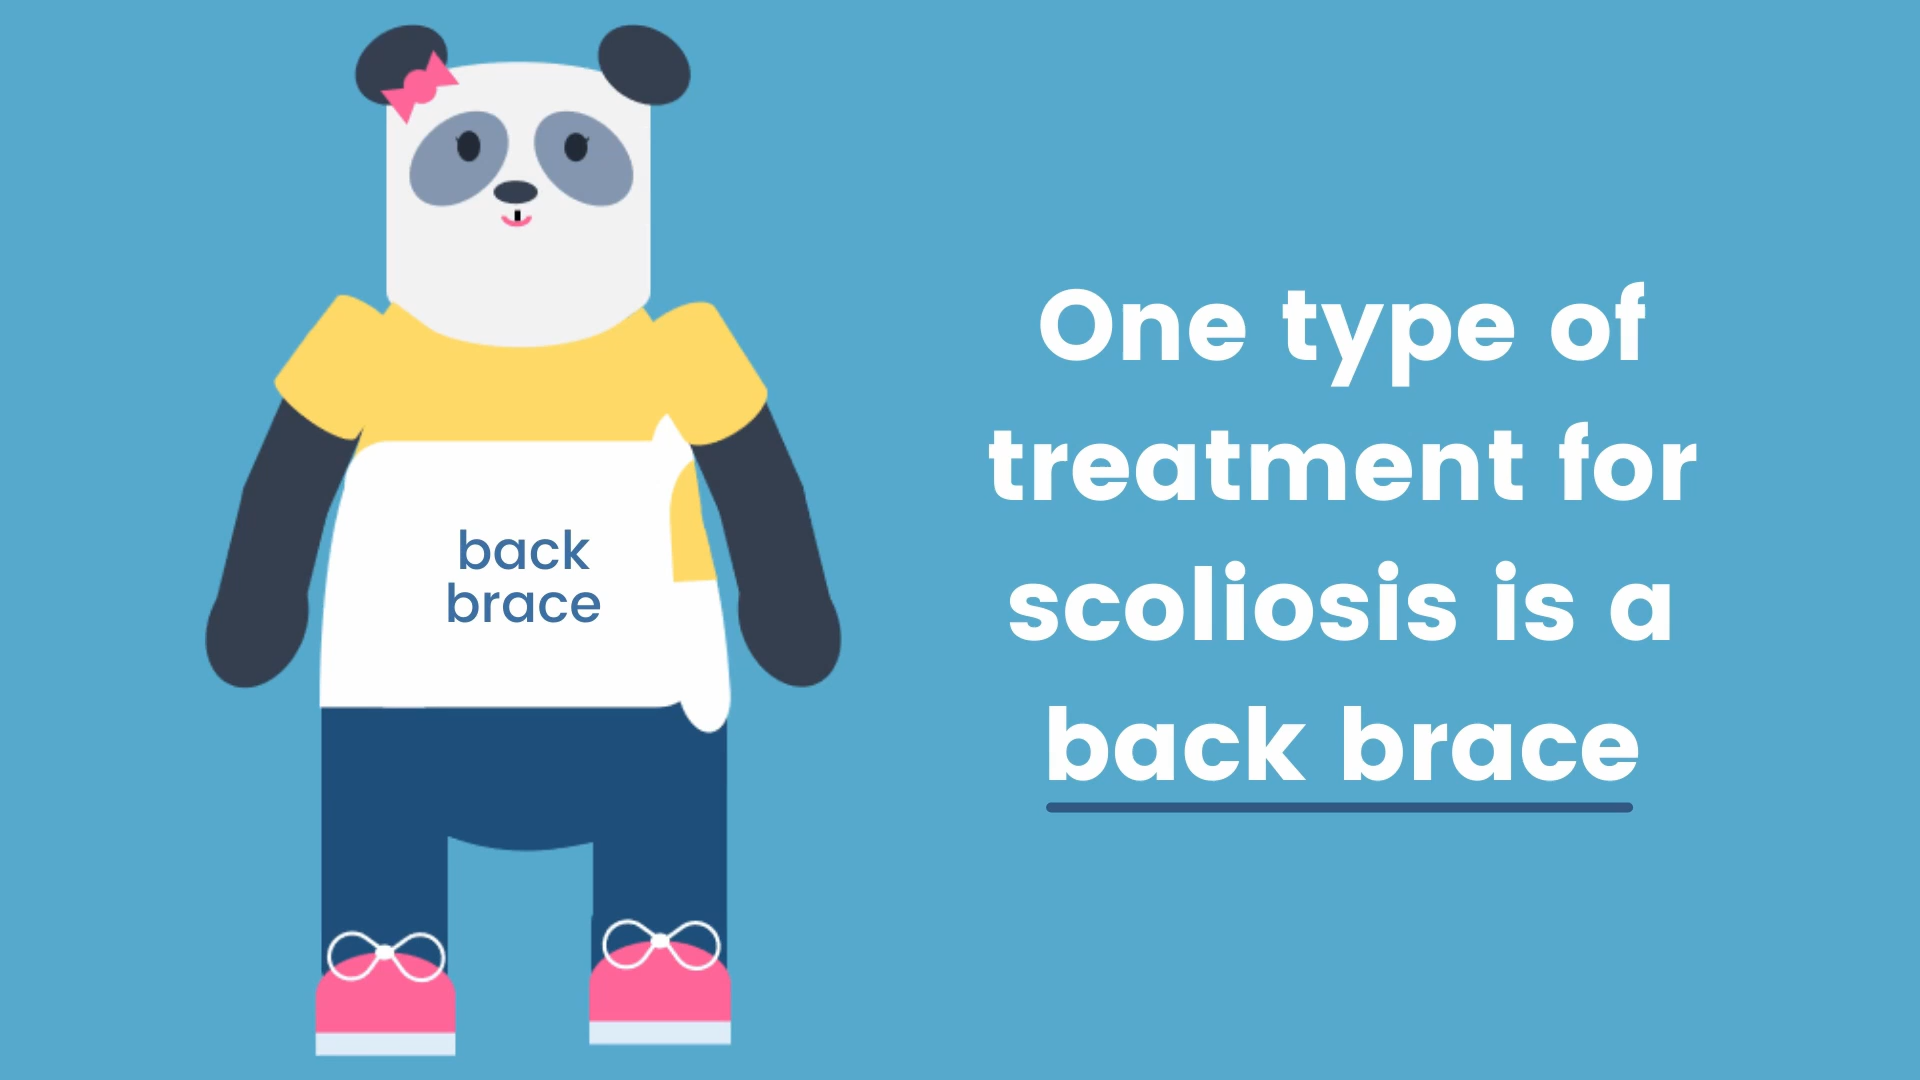 back
brace
One type of
treatment for
scoliosis is a
back brace